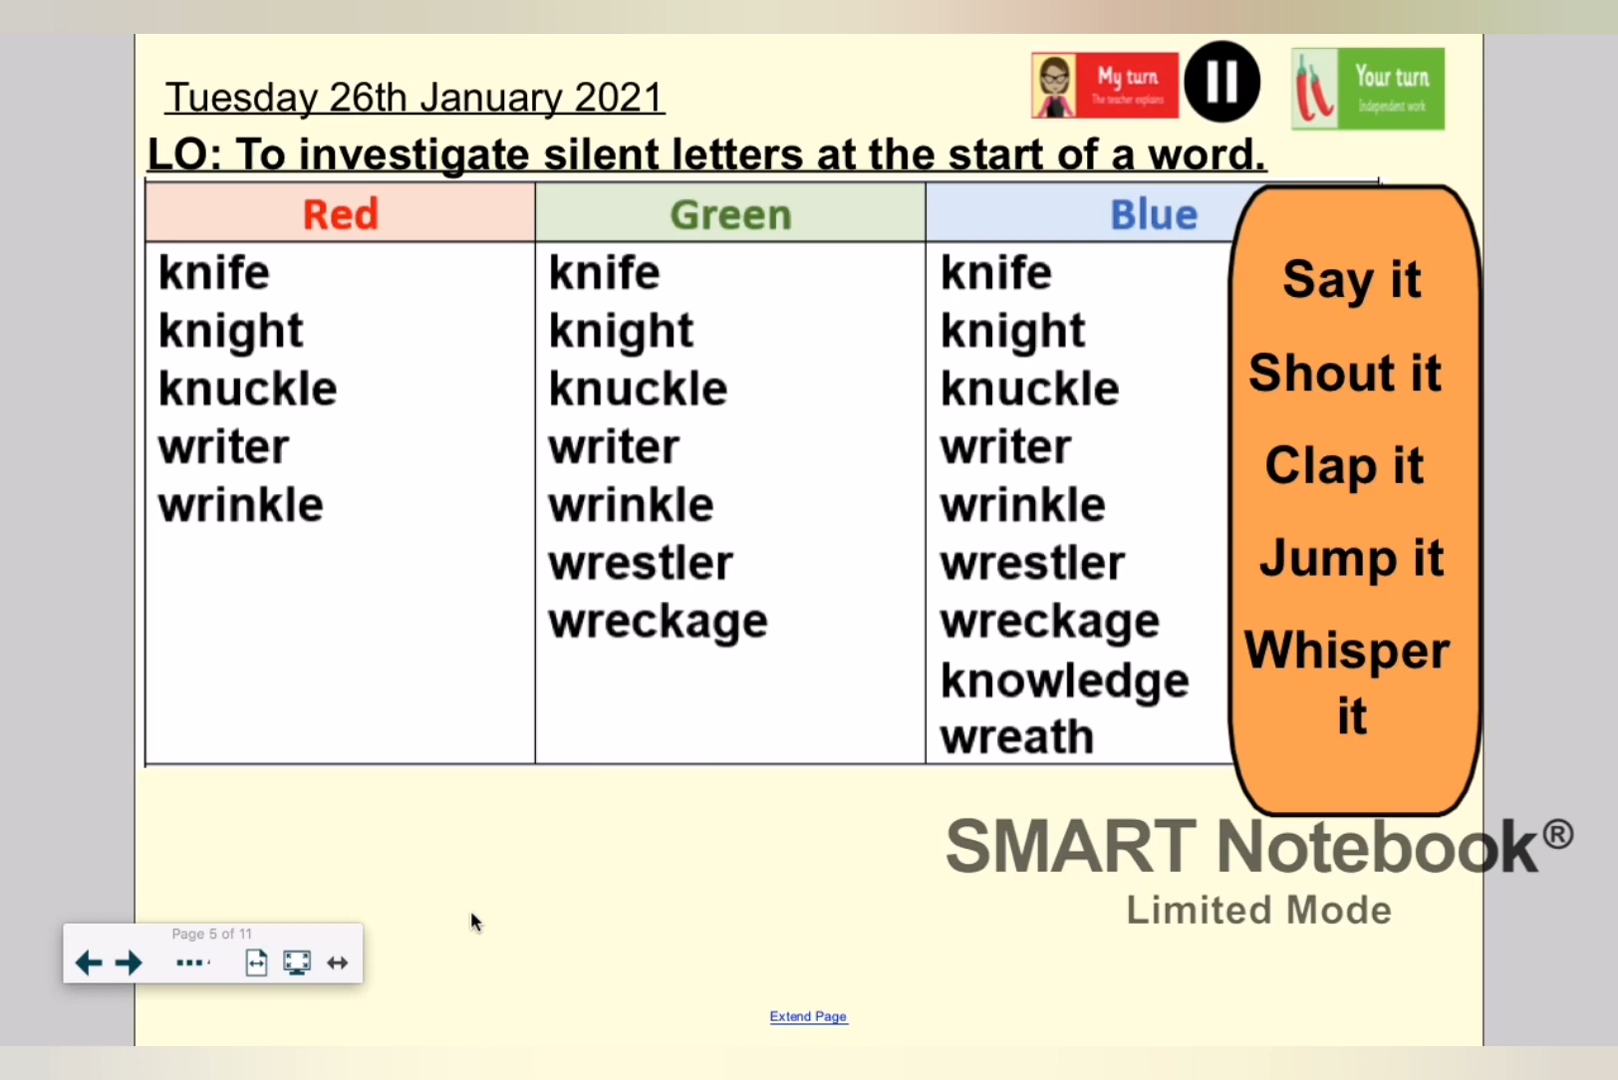 Tuesday 26th January 2021
My turn
The teacher explains
Your turn
Independent work
LO: To investigate silent letters at the start of a word.
Red
knife
knight
knuckle
writer
wrinkle
Green
knife
knight
knuckle
writer
wrinkle
wrestler
wreckage
Blue
knife
knight
knuckle
writer
wrinkle
wrestler
wreckage
knowledge
wreath
Say it
Shout it
Clap it
Jump it
Whisper
it
SMART Notebook®
Limited Mode
Page 5 of 11
Extend Page